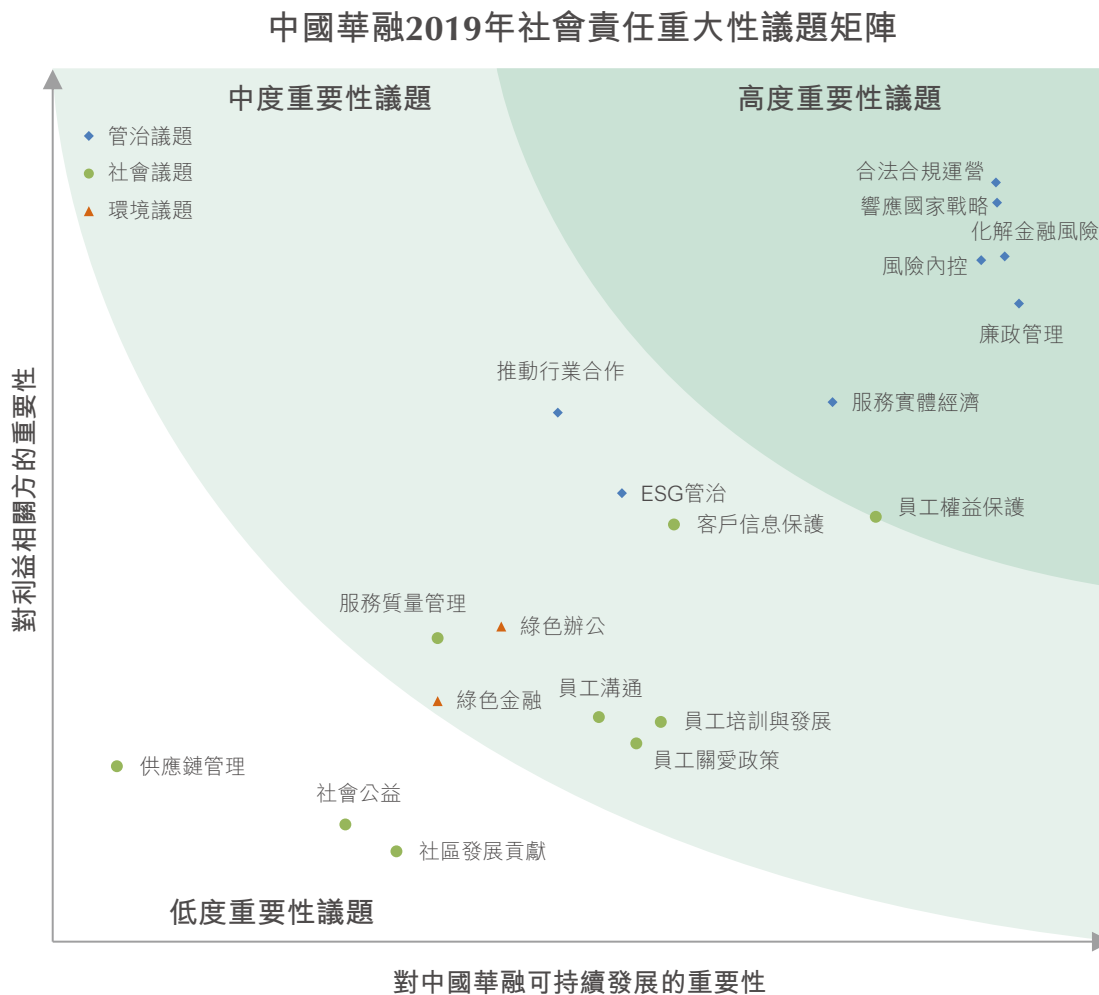 中國華融2019年社會責任重大性議題矩陣
中度重要性議題
高度重要性議題
管治議題
社會議題
環境議題
合法合規運營
響應國家戰略
化解金融風險
風險內控
廉政管理
推動行業合作
服務實體經濟
ESG管治
客戶信息保護
員工權益保護
服務質量管理
綠色辦公
綠色金融
員工溝通
員工培訓與發展
員工關愛政策
供應鏈管理
社會公益
社區發展貢獻
低度重要性議題
對利益相關方的重要性
對中國華融可持續發展的重要性